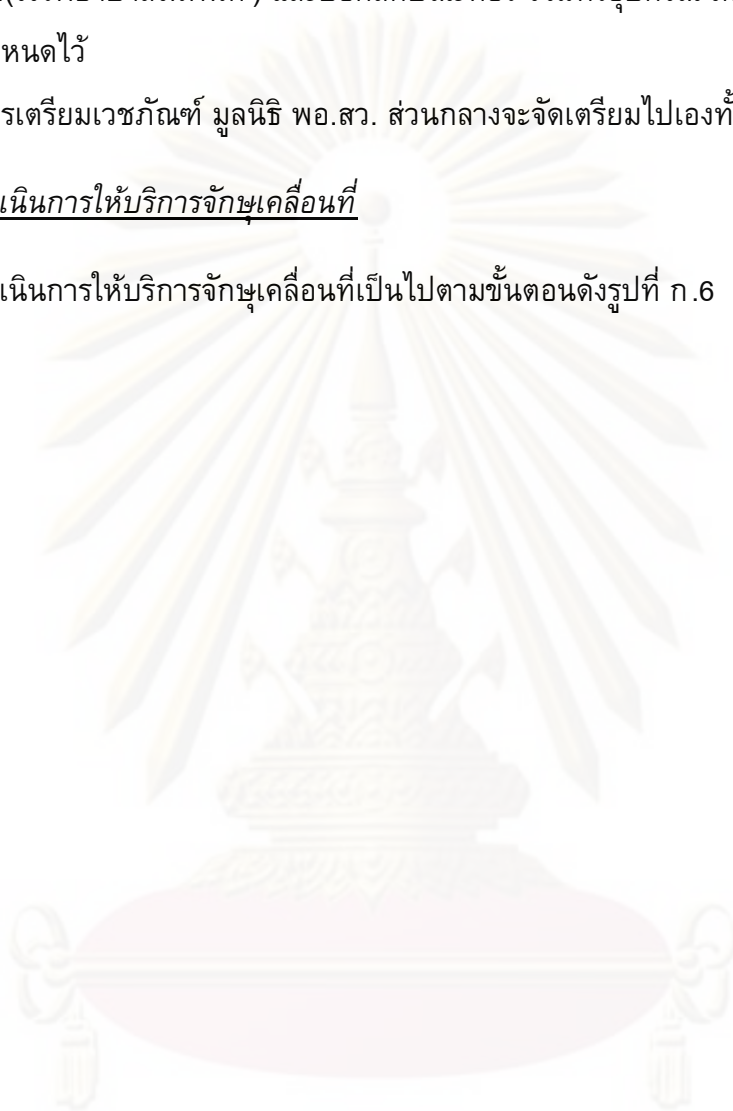 หนดไว้
รเตรียมเวชภัณฑ์ มูลนิธิ พอ.สว. ส่วนกลางจะจัดเตรียมไปเองทั้
เนินการให้บริการจักษุเคลื่อนที่
เนินการให้บริการจักษุเคลื่อนที่เป็นไปตามขั้นตอนดังรูปที่ ก.6